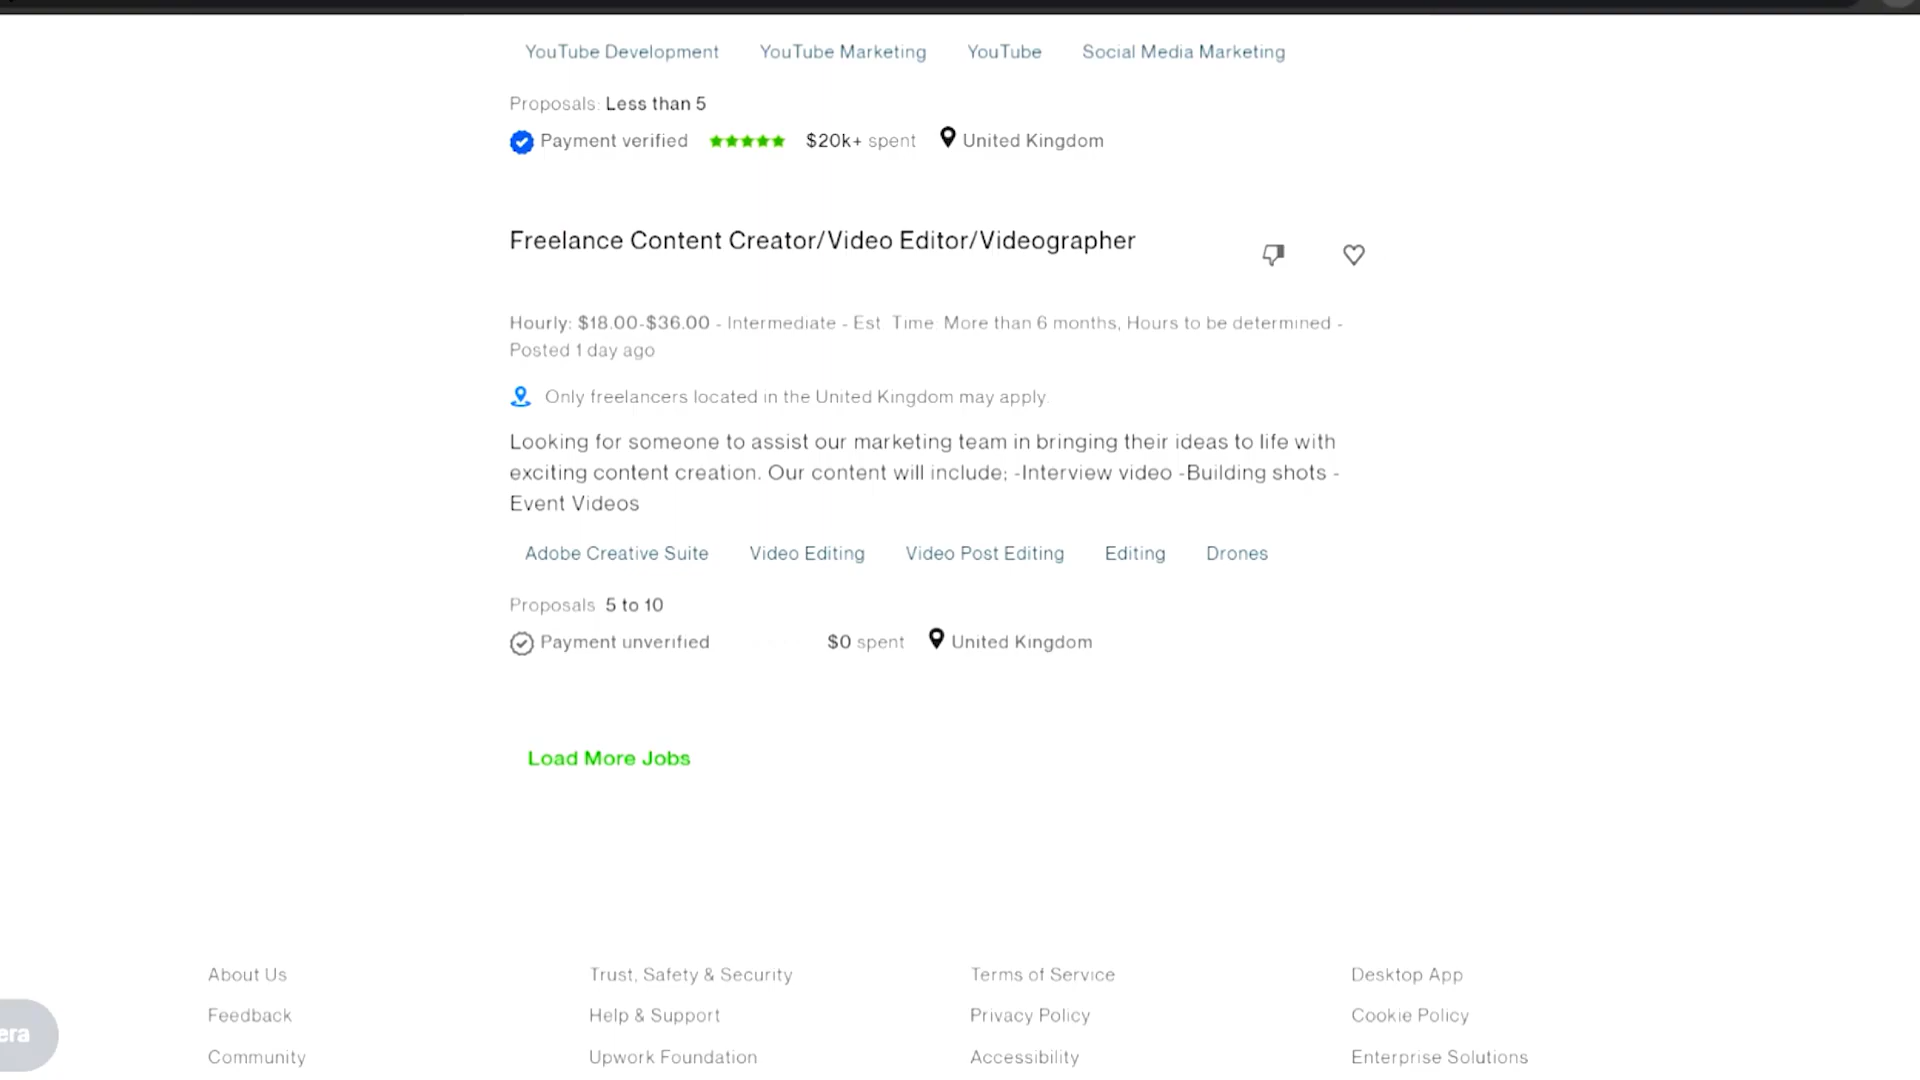 YouTube Development YouTube Marketing YouTube Social Media Marketing
Proposals: Less than 5
Payment verified $20k+ spent United Kingdom
Freelance Content Creator/Video Editor/Videographer
Hourly: $18.00-$36.00 - Intermediate - Est Time More than 6 months, Hours to be determined -
Posted 1 day ago
Only freelancers located in the United Kingdom may apply.
Looking for someone to assist our marketing team in bringing their ideas to life with
exciting content creation. Our content will include; -Interview video -Building shots -
Event Videos
Adobe Creative Suite Video Editing Video Post Editing Editing Drones
Proposals 5 to 10
Payment unverified $0 spent United Kingdom
Load More Jobs
About Us Trust, Safety & Security Terms of Service Desktop App
Feedback Help & Support Privacy Policy Cookie Policy
era
Community Upwork Foundation Accessibility Enterprise Solutions